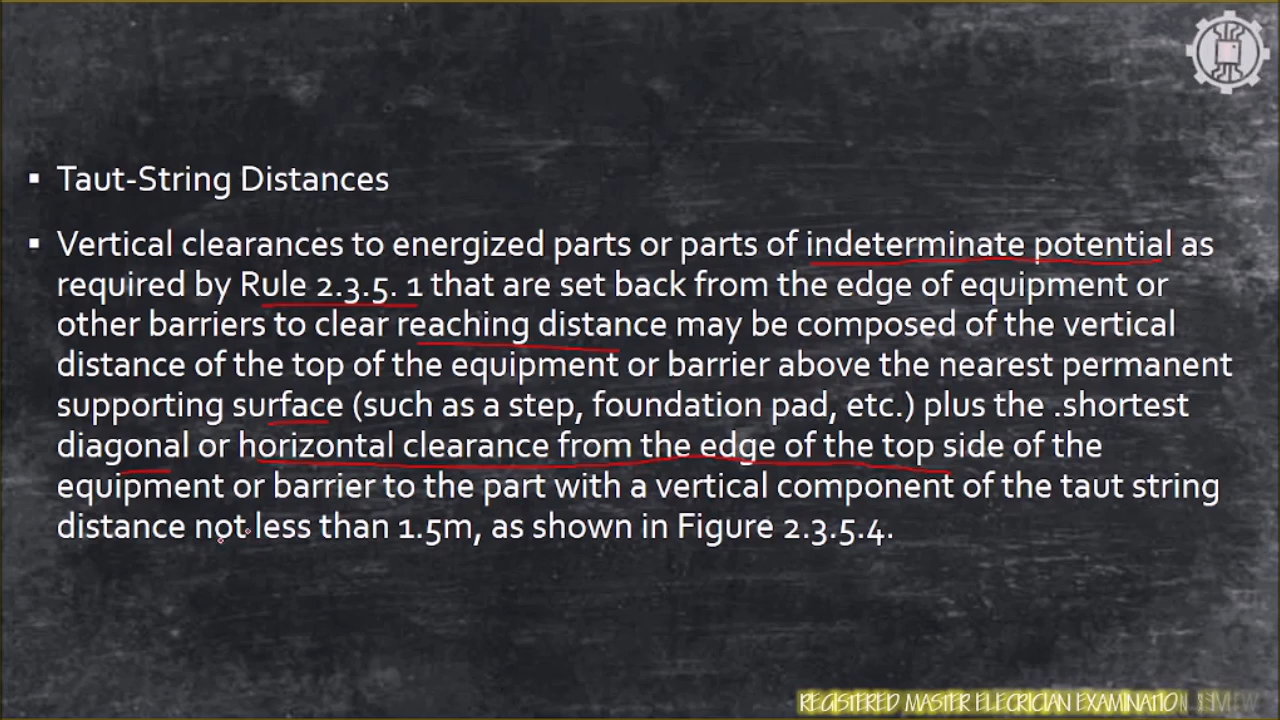 Taut-String Distances
Vertical clearances to energized parts or parts of indeterminate potential as
required by Rule 2.3.5. 1 that are set back from the edge of equipment or
other barriers to clear reaching distance may be composed of the vertical
distance of the top of the equipment or barrier above the nearest permanent
supporting surface (such as a step, foundation pad, etc.) plus the .shortest
diagonal or horizontal clearance from the edge of the top side of the
equipment or barrier to the part with a vertical component of the taut string
distance not less than 1.5m, as shown in Figure 2.3.5.4.
REGISTERED MASTER ELECRICIAN EXAMINATION REVIEW